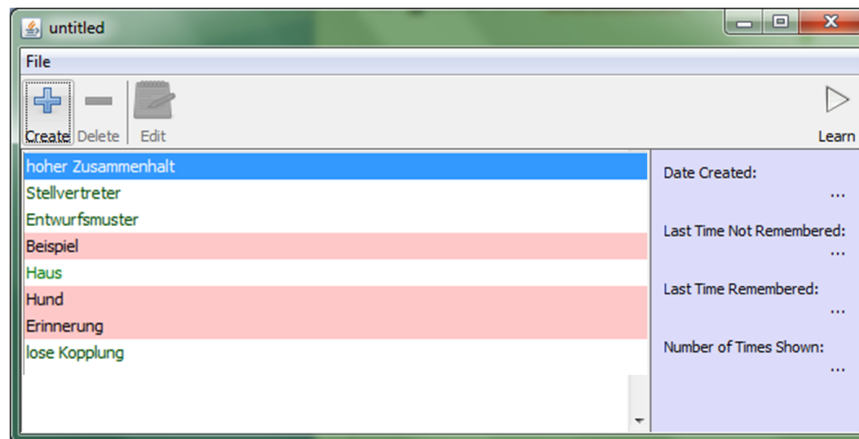 untitled
File
Create Delete Edit
Learn
hoher Zusammenhalt
Stellvertreter
Entwurfsmuster
Beispiel
Haus
Hund
Erinnerung
lose Kopplung
Date Created:
...
Last Time Not Remembered:
...
Last Time Remembered:
...
Number of Times Shown:
...